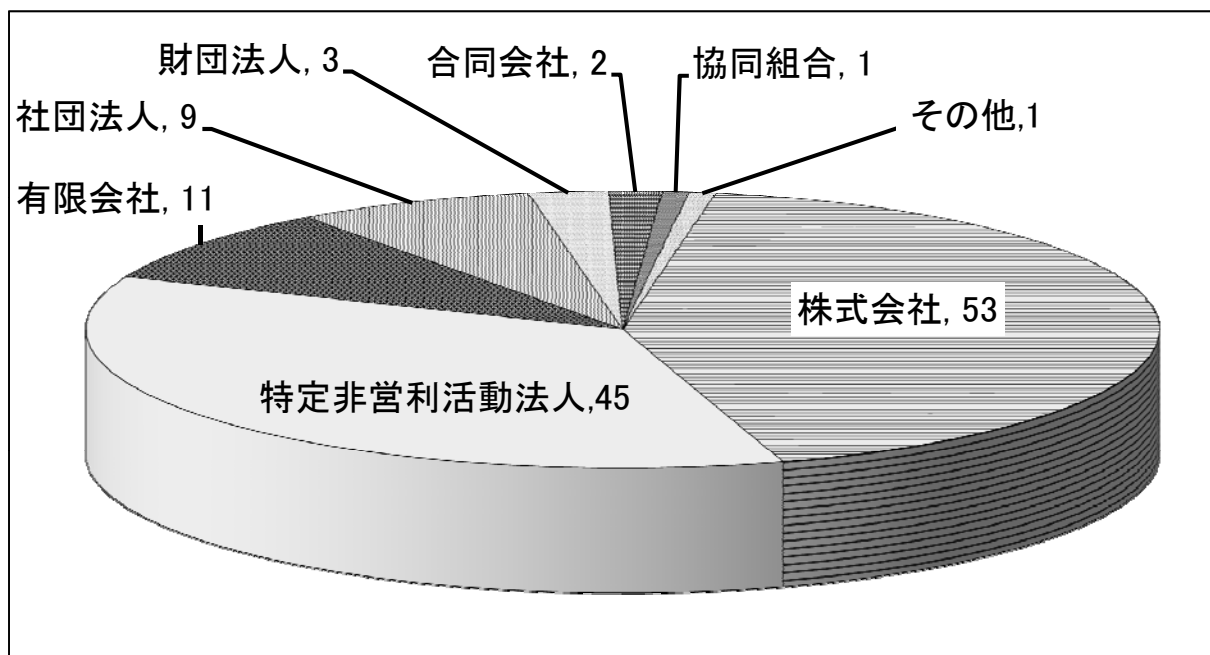 財団法人, 3
合同会社, 2
協同組合, 1
社団法人, 9
その他,1
有限会社, 11
株式会社, 53
特定非営利活動法人,45